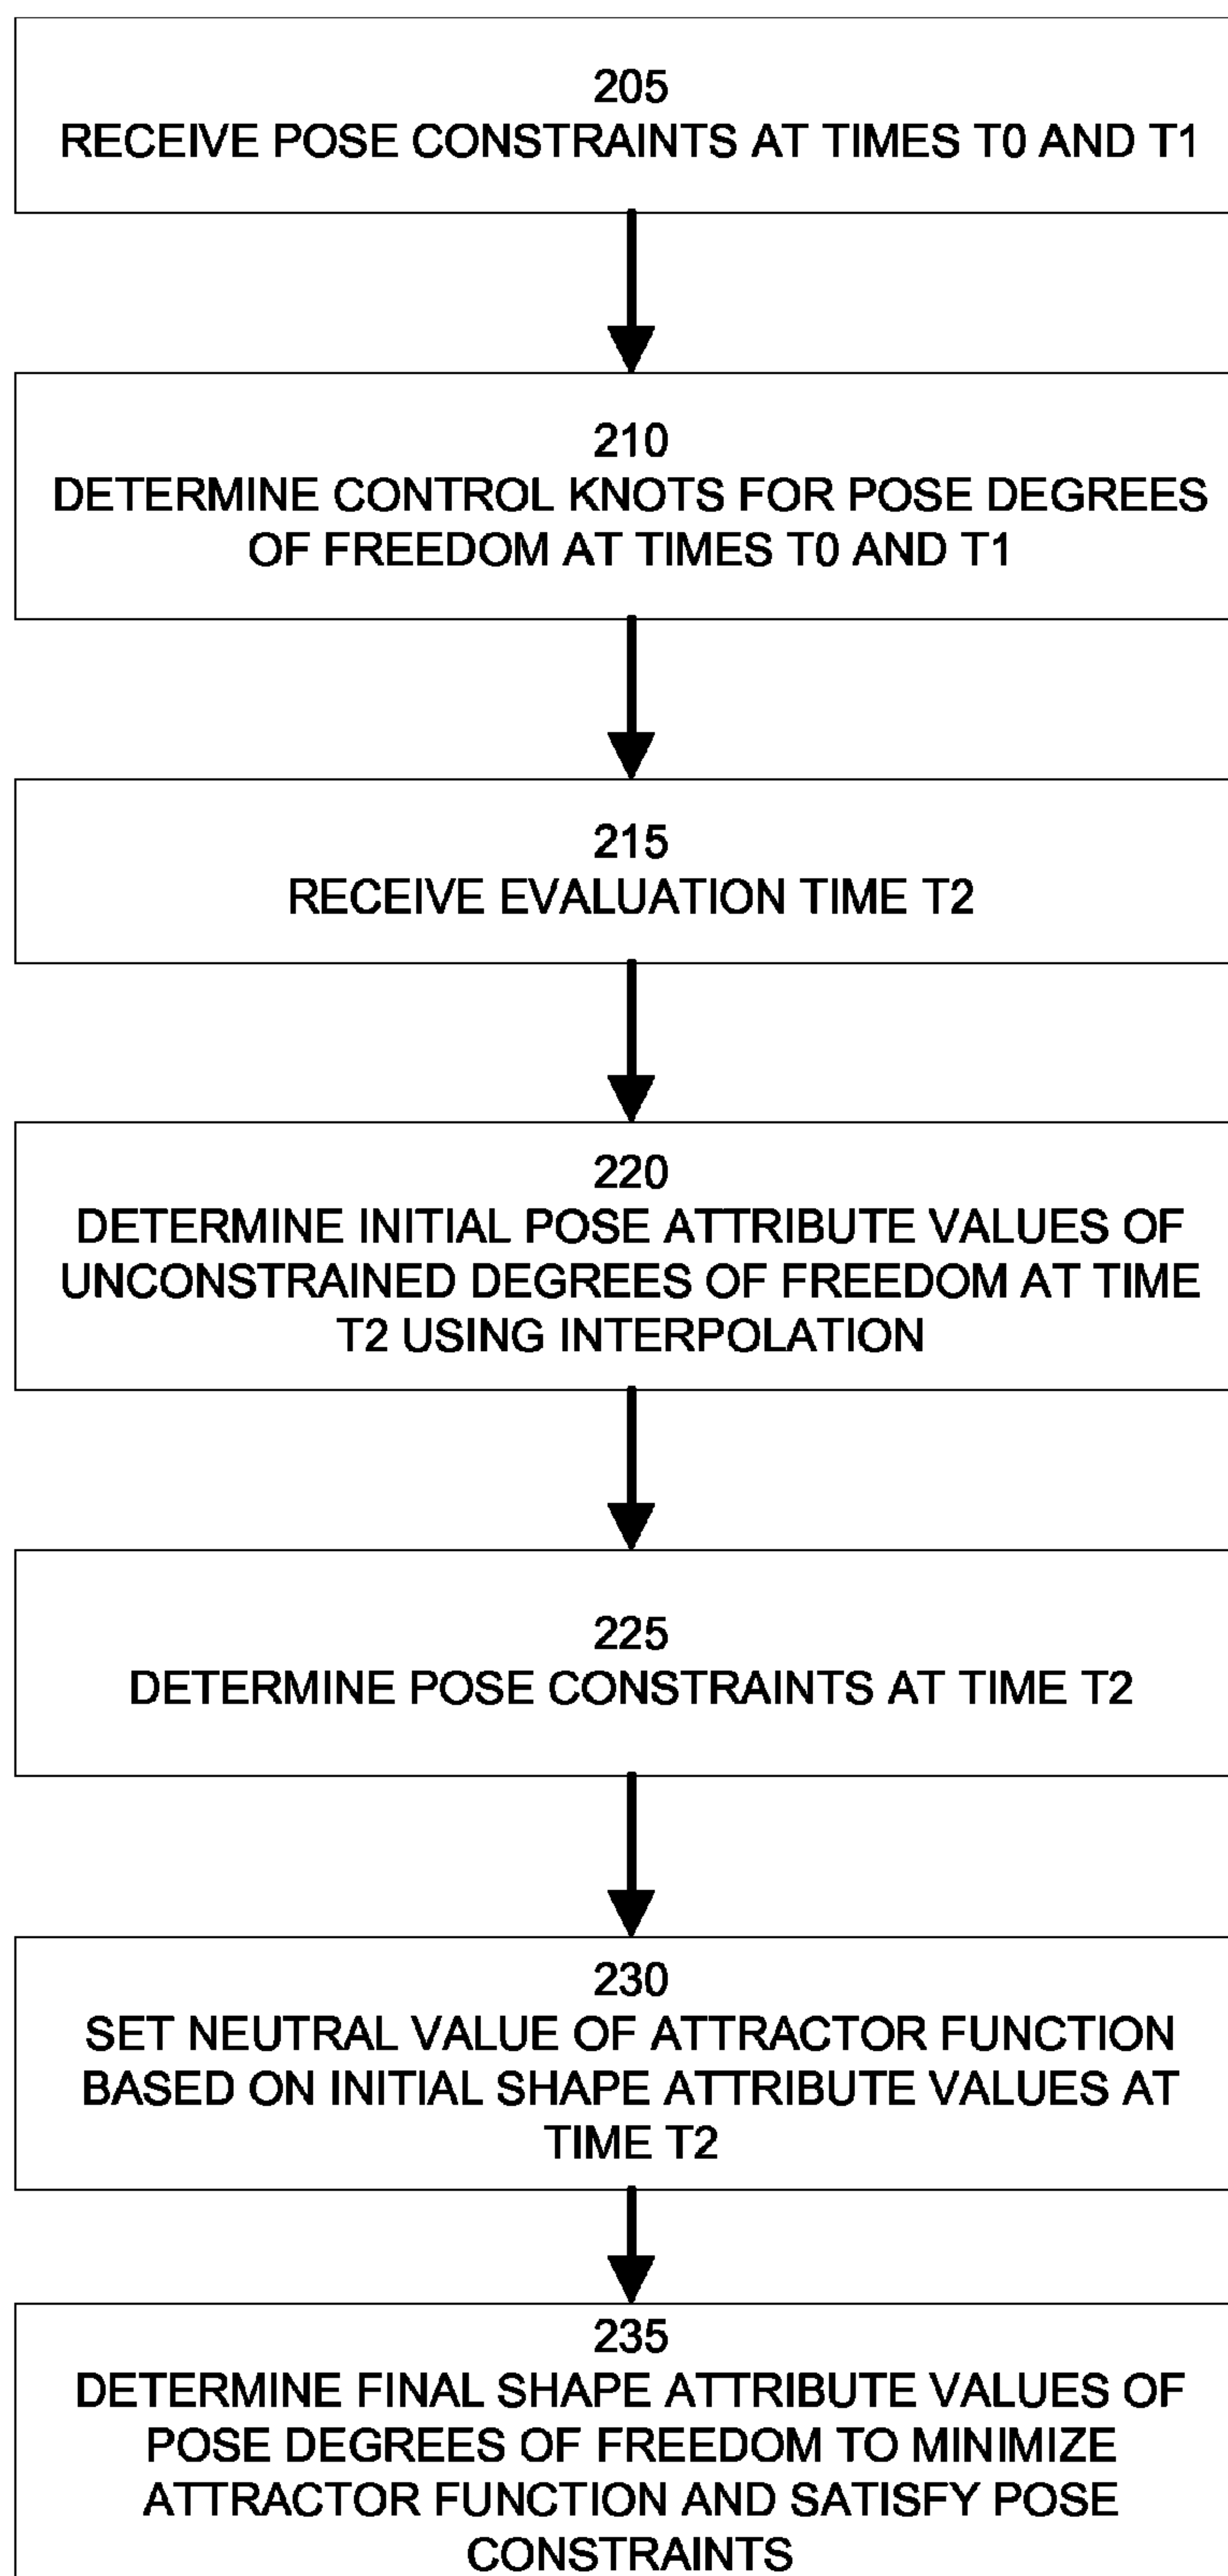 205
RECEIVE POSE CONSTRAINTS AT TIMES T0 AND T1
210
DETERMINE CONTROL KNOTS FOR POSE DEGREES
OF FREEDOM AT TIMES T0 AND T1
215
RECEIVE EVALUATION TIME T2
220
DETERMINE INITIAL POSE ATTRIBUTE VALUES OF
UNCONSTRAINED DEGREES OF FREEDOM AT TIME
T2 USING INTERPOLATION
225
DETERMINE POSE CONSTRAINTS AT TIME T2
230
SET NEUTRAL VALUE OF ATTRACTOR FUNCTION
BASED ON INITIAL SHAPE ATTRIBUTE VALUES AT
TIME T2
235
DETERMINE FINAL SHAPE ATTRIBUTE VALUES OF
POSE DEGREES OF FREEDOM TO MINIMIZE
ATTRACTOR FUNCTION AND SATISFY POSE
CONSTRAINTS